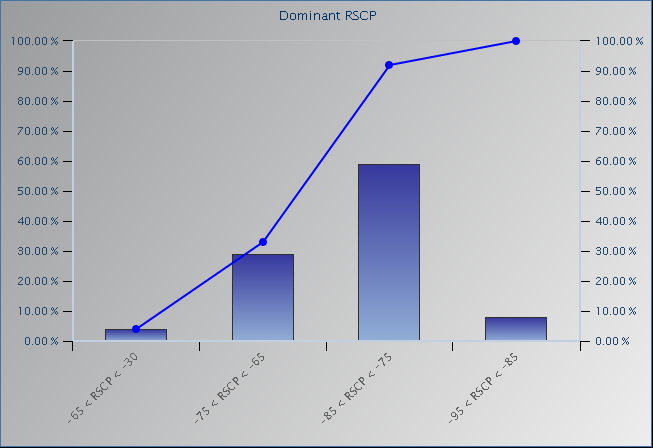 Dominant RSCP
100.00 % 100.00 %
90.00 % 90.00 %
80.00 % 80.00 %
70.00 % 70.00 %
60.00 % 60.00 %
50.00 % 50.00 %
40.00 % 40.00 %
30.00 % 30.00 %
20.00 % 20.00 %
10.00 % 10.00 %
0.00 % 0.00 %
-65 < RSCP < -30
-75 < RSCP < -65
-85 < RSCP < -75
-95 < RSCP < -85